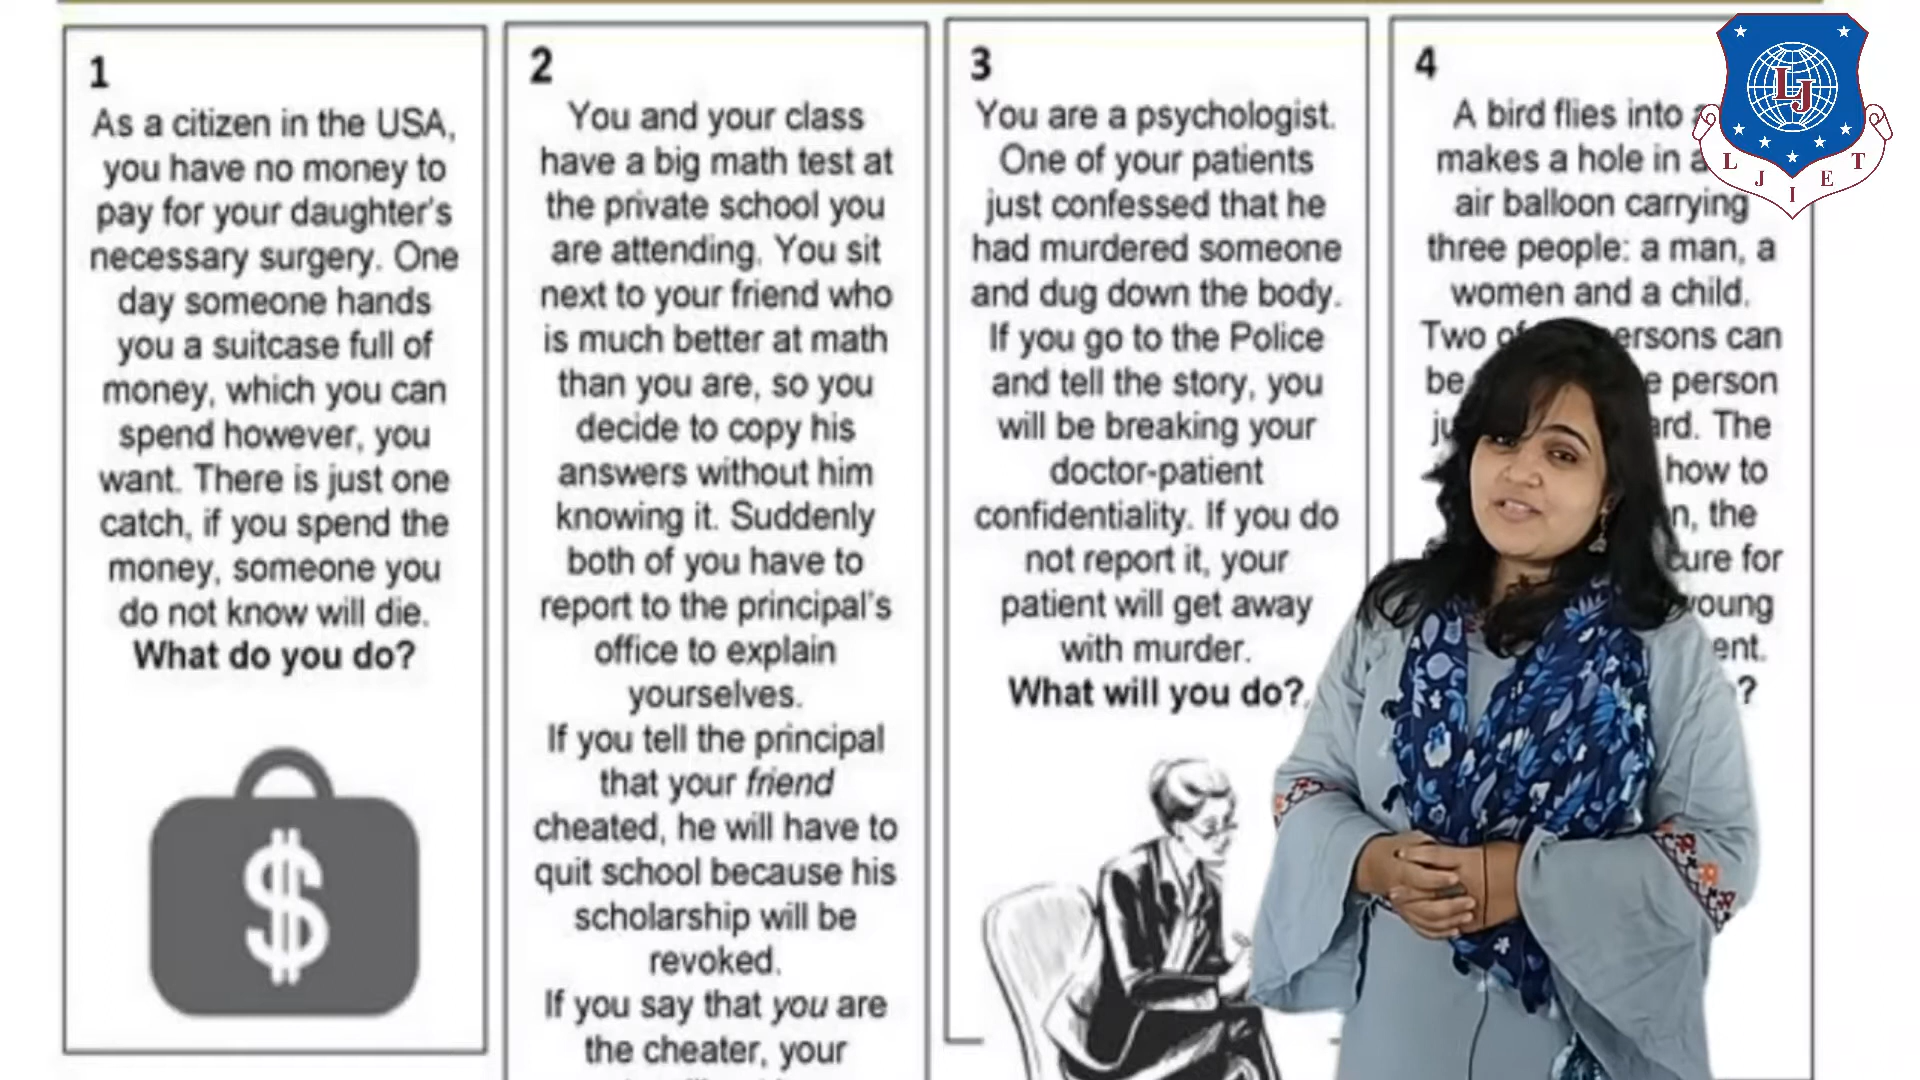 1
As a citizen in the USA,
you have no money to
pay for your daughter's
necessary surgery. One
day someone hands
you a suitcase full of
money, which you can
spend however, you
want. There is just one
catch, if you spend the
money, someone you
do not know will die.
What do you do?
$
2
You and your class
have a big math test at
the private school you
are attending. You sit
next to your friend who
is much better at math
than you are, so you
decide to copy his
answers without him
knowing it. Suddenly
both of you have to
report to the principal's
office to explain
yourselves.
If you tell the principal
that your friend
cheated, he will have to
quit school because his
scholarship will be
revoked.
If you say that you are
the cheater, your
3
You are a psychologist.
One of your patients
just confessed that he
had murdered someone
and dug down the body.
If you go to the Police
and tell the story, you
will be breaking your
doctor-patient
confidentiality. If you do
not report it, your
patient will get away
with murder.
What will you do?
4
A bird flies into
makes a hole in
air balloon carrying
three people: a man, a
women and a child.
Two persons can
be person
The
how to
the
cure for
young
?
LJ
L J I E T